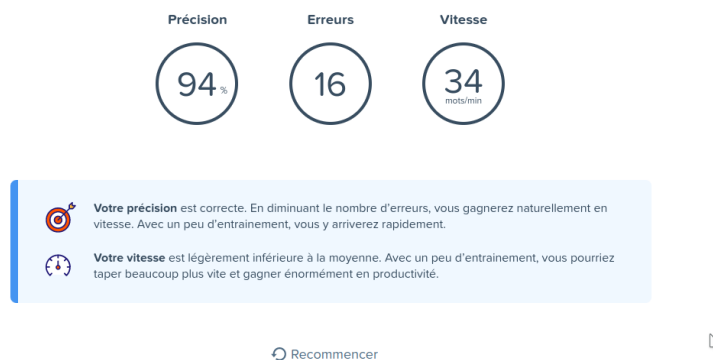 Précision Erreurs Vitesse
94 % 16 34
mots/min
Votre précision est correcte. En diminuant le nombre d'erreurs, vous gagnerez naturellement en
vitesse. Avec un peu d'entrainement, vous y arriverez rapidement.
Votre vitesse est légèrement inférieure à la moyenne. Avec un peu d'entrainement, vous pourriez
taper beaucoup plus vite et gagner énormément en productivité.
Recommencer